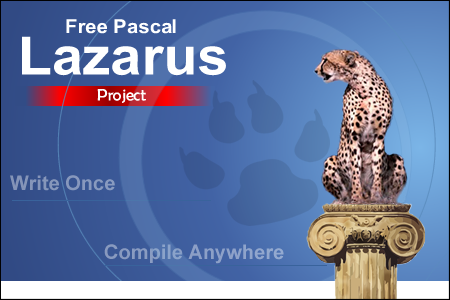 Free Pascal
Lazarus
Project
Write Once
Compile Anywhere